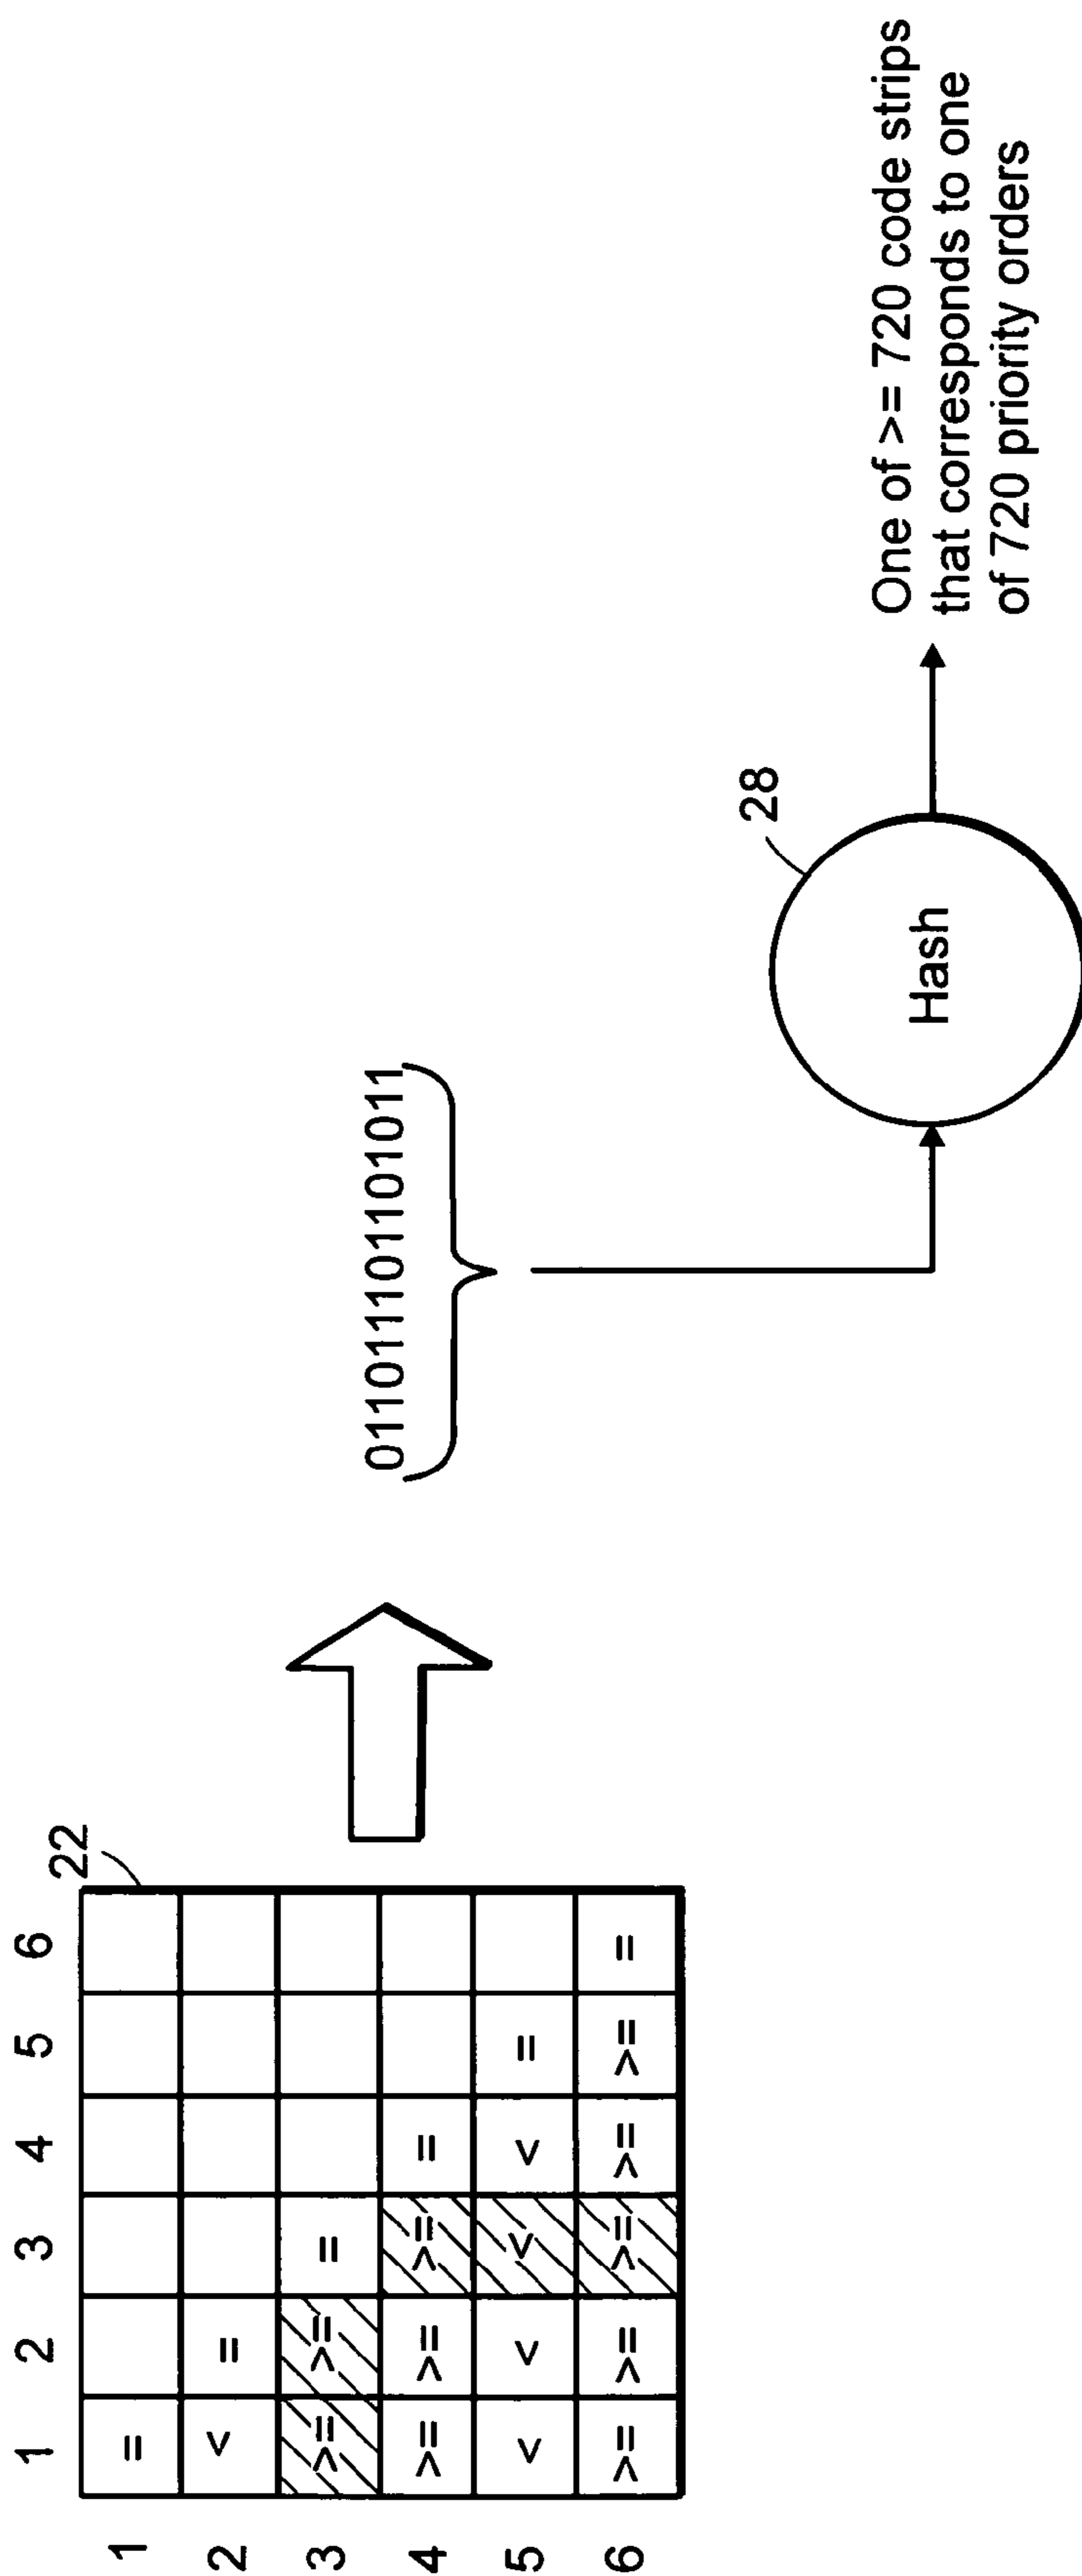 1 2 3 4 5 6
22
1 =
2 < =
3 >= >= =
4 >= >= >= =
5 < < < < =
6 >= >= >= >= >= =
011011101101011
28
Hash
One of >= 720 code strips
that corresponds to one
of 720 priority orders